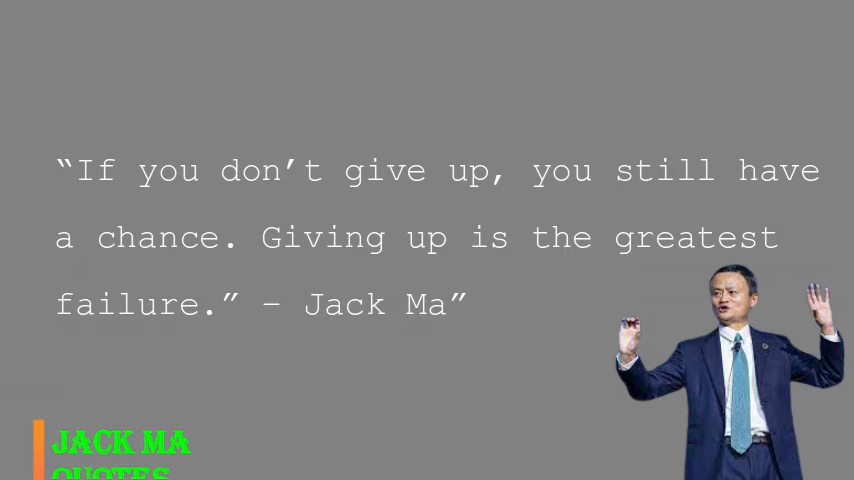 “If you don’t give up, you still have
a chance. Giving up is the greatest
failure.” – Jack Ma”
JACK MA
QUOTES